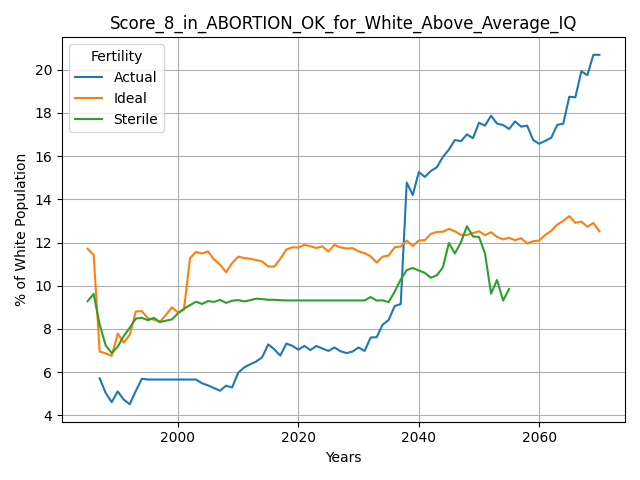 Score_8_in_ABORTION_OK_for_White_Above_Average_IQ
Fertility
Actual
Ideal
Sterile
% of White Population
20
18
16
14
12
10
8
6
4
2000
2020
2040
2060
Years